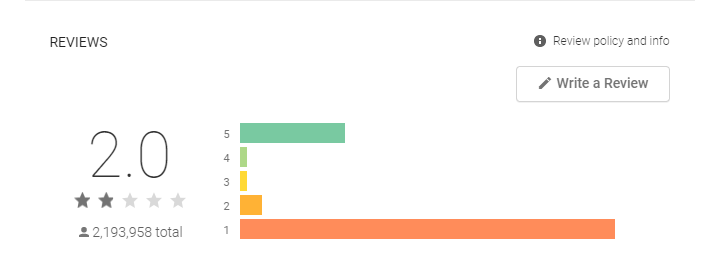 REVIEWS
Review policy and info
Write a Review
2.0
5
4
3
2
1
2,193,958 total